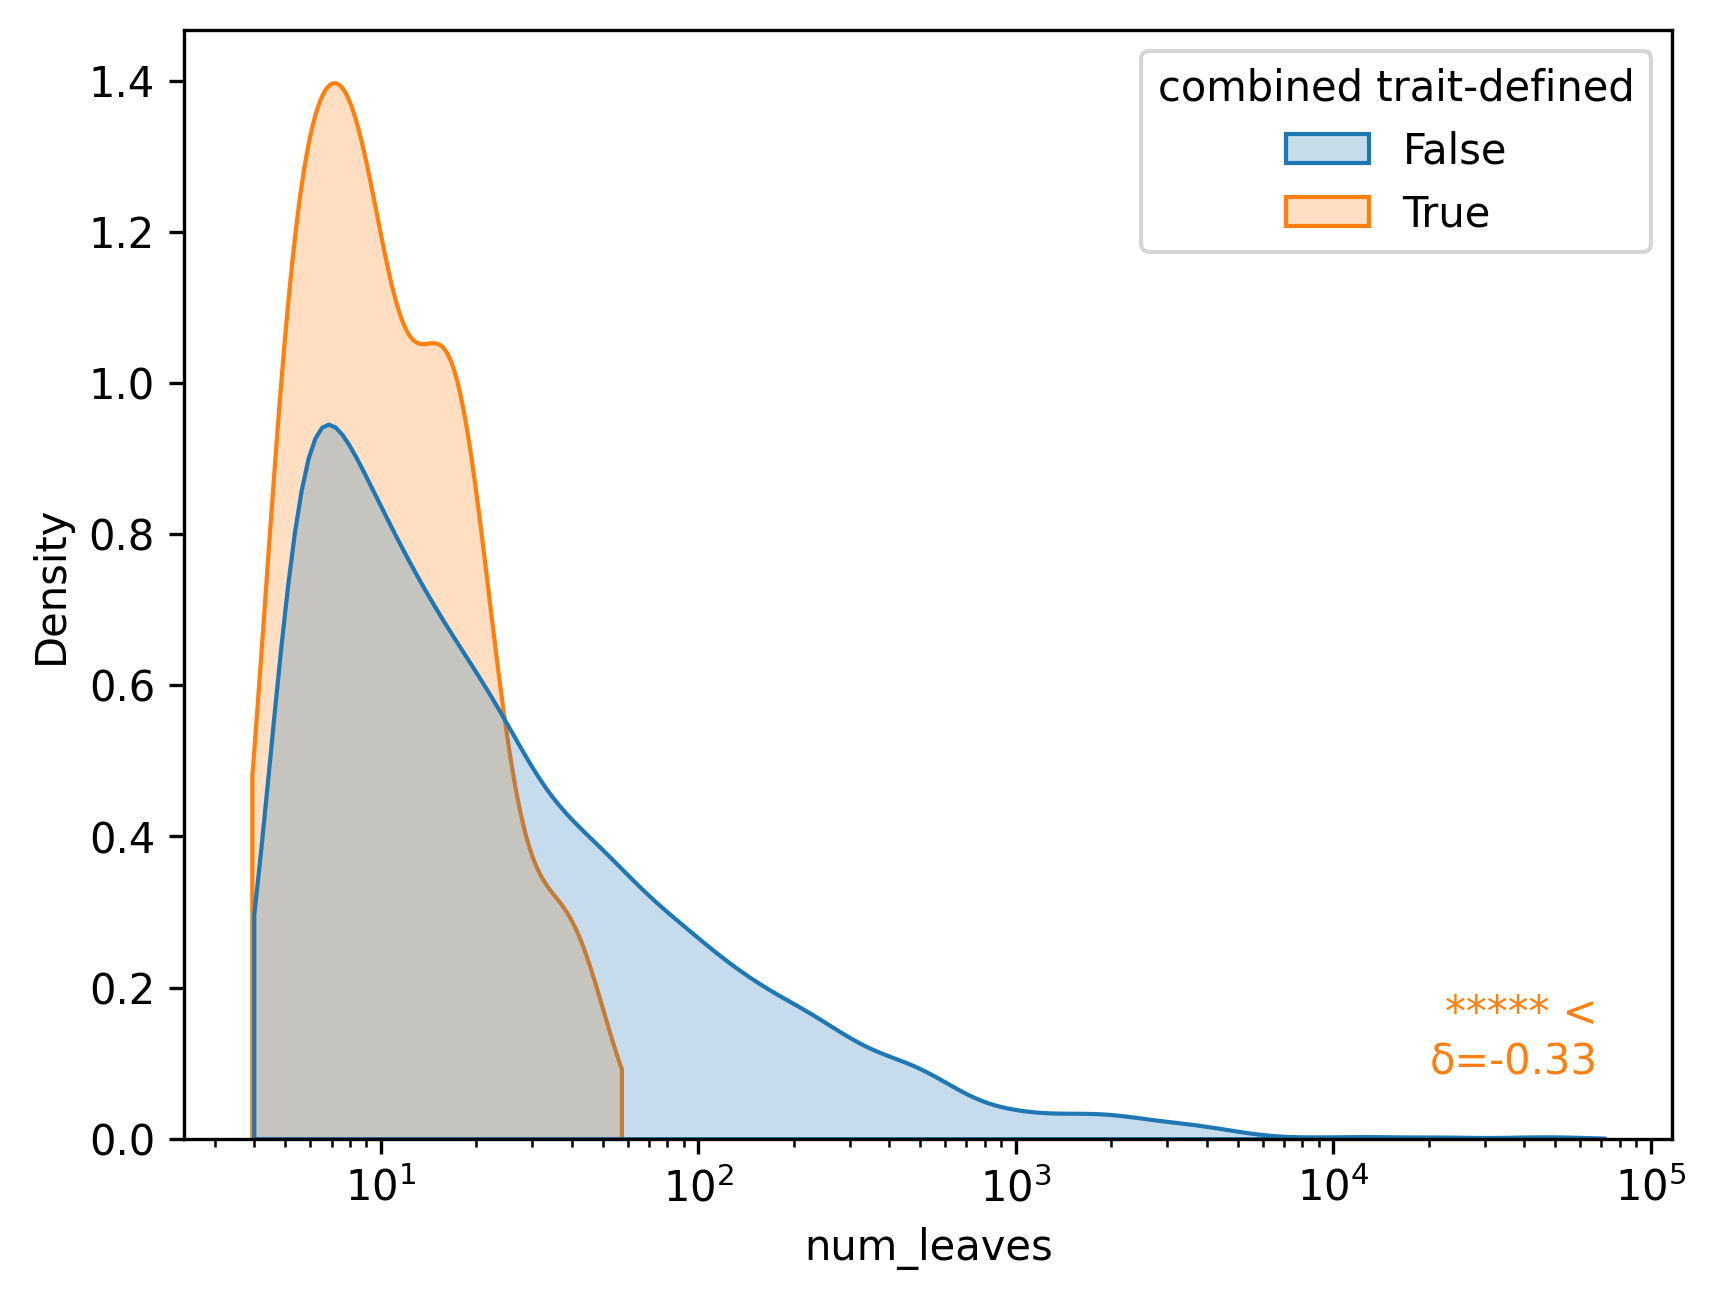 combined trait-defined
False
True
Density
1.4
1.2
1.0
0.8
0.6
0.4
0.2
0.0
***** <
δ=-0.33
10¹ 10² 10³ 10⁴ 10⁵
num_leaves